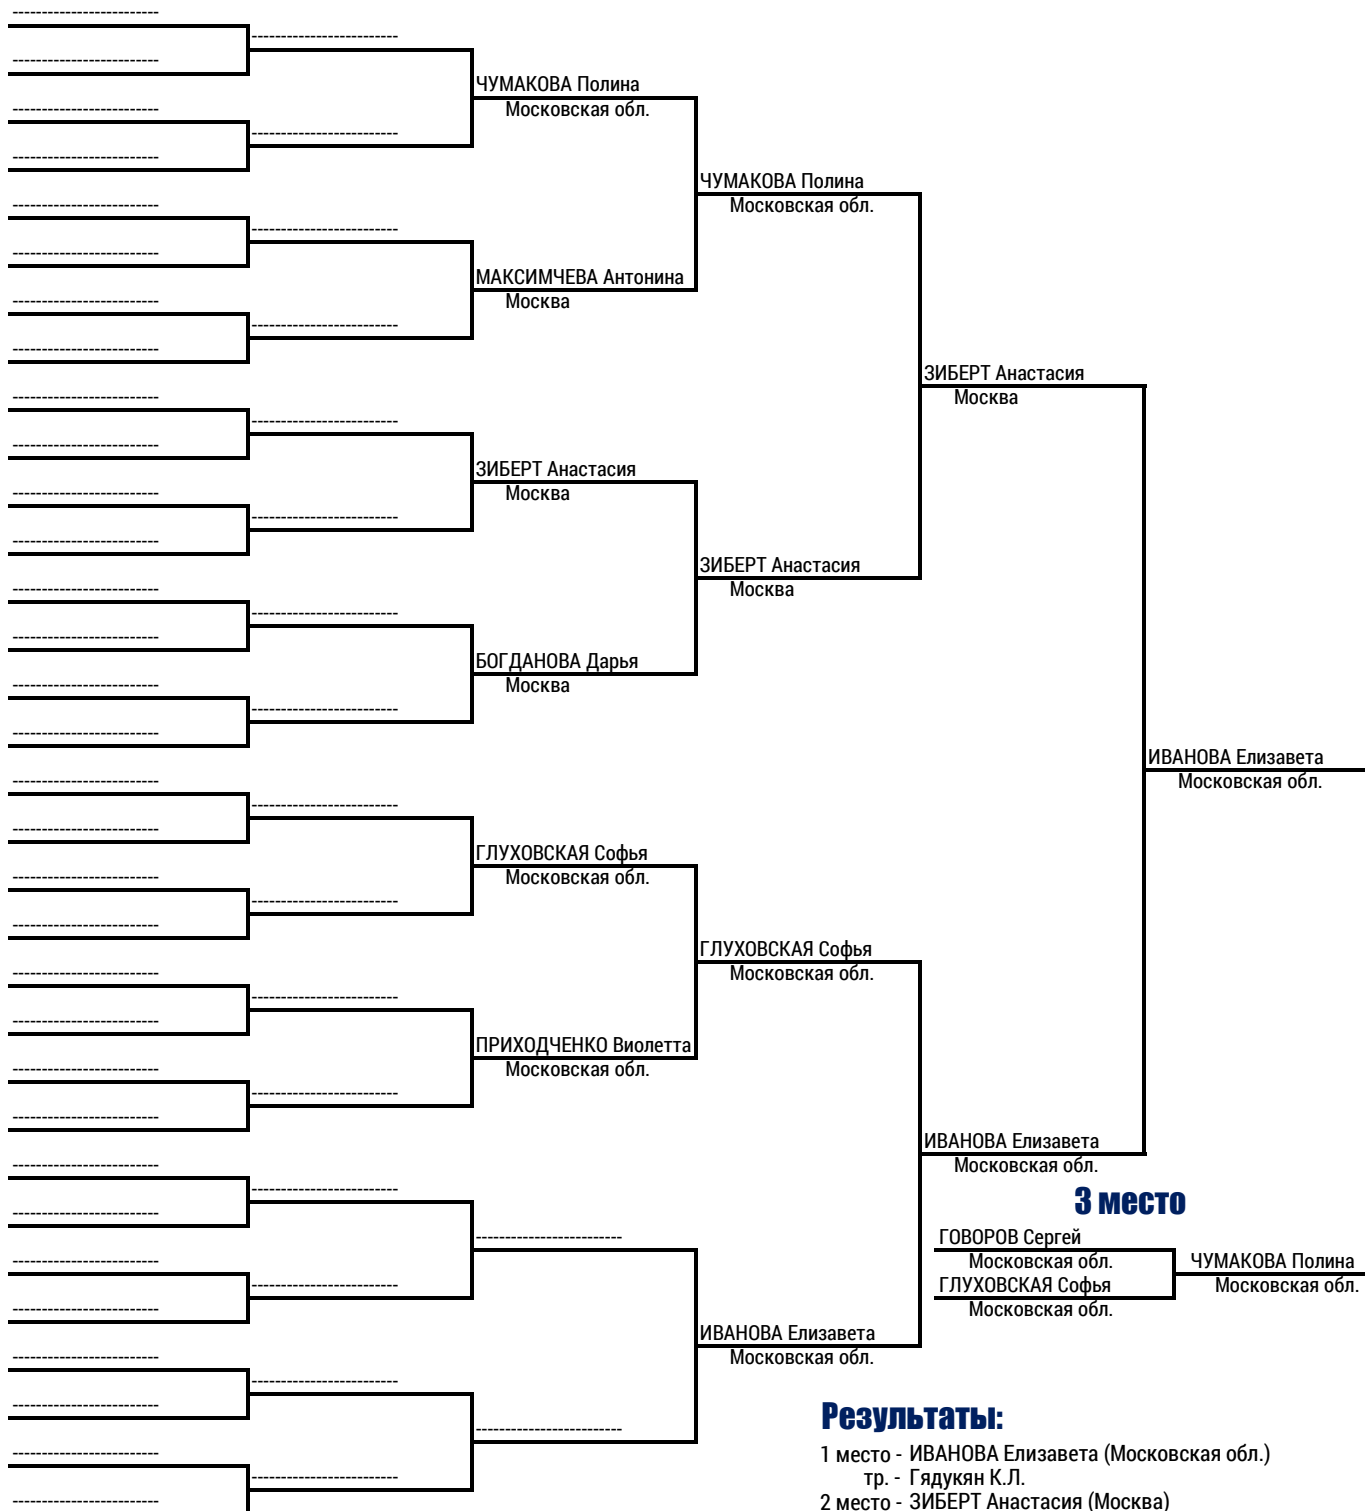 ЧУМАКОВА Полина
Московская обл.
ЧУМАКОВА Полина
Московская обл.
МАКСИМЧЕВА Антонина
Москва
ЗИБЕРТ Анастасия
Москва
ЗИБЕРТ Анастасия
Москва
ЗИБЕРТ Анастасия
Москва
БОГДАНОВА Дарья
Москва
ИВАНОВА Елизавета
Московская обл.
ГЛУХОВСКАЯ Софья
Московская обл.
ГЛУХОВСКАЯ Софья
Московская обл.
ПРИХОДЧЕНКО Виолетта
Московская обл.
ИВАНОВА Елизавета
Московская обл.
3 место
ГОВОРОВ Сергей
Московская обл.
ГЛУХОВСКАЯ Софья
Московская обл.
ЧУМАКОВА Полина
Московская обл.
ИВАНОВА Елизавета
Московская обл.
Результаты:
1 место - ИВАНОВА Елизавета (Московская обл.)
тр. - Гядукян К.Л.
2 место - ЗИБЕРТ Анастасия (Москва)